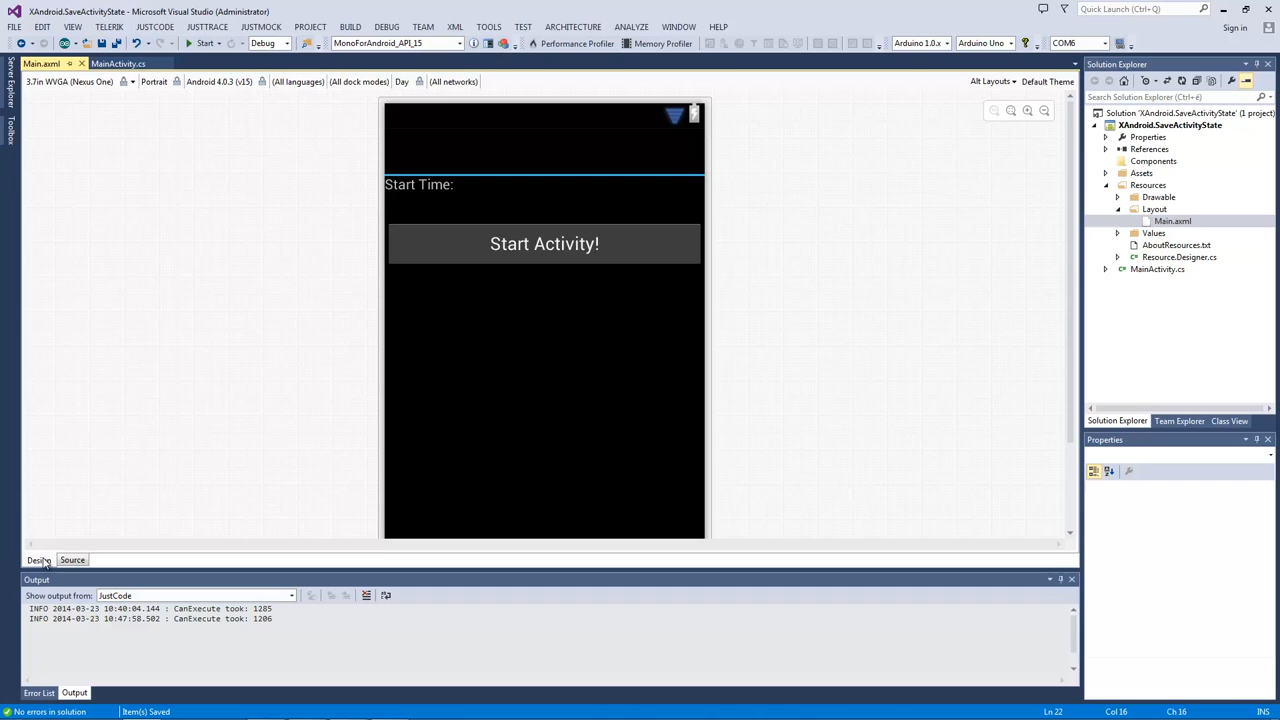 XAndroid.SaveActivityState - Microsoft Visual Studio (Administrator)
Quick Launch (Ctrl+è)
FILE EDIT VIEW TELERIK JUSTCODE JUSTTRACE JUSTMOCK PROJECT BUILD DEBUG TEAM XML TOOLS TEST ARCHITECTURE ANALYZE WINDOW HELP
Sign in
Start Debug MonoForAndroid_API_15 Performance Profiler Memory Profiler Arduino 1.0.x Arduino Uno COM6
Main.axml MainActivity.cs
3.7in WVGA (Nexus One) Portrait Android 4.0.3 (v15) (All languages) (All dock modes) Day (All networks) Alt Layouts Default Theme
Server Explorer
Toolbox
Start Time:
Start Activity!
Design Source
Output
Show output from: JustCode
INFO 2014-03-23 10:40:04.144 : CanExecute took: 1285
INFO 2014-03-23 10:47:58.502 : CanExecute took: 1206
Error List Output
Solution Explorer
Search Solution Explorer (Ctrl+è)
Solution 'XAndroid.SaveActivityState' (1 project)
XAndroid.SaveActivityState
Properties
References
Components
Assets
Resources
Drawable
Layout
Main.axml
Values
AboutResources.txt
Resource.Designer.cs
MainActivity.cs
Solution Explorer Team Explorer Class View
Properties
No errors in solution Item(s) Saved Ln 22 Col 16 Ch 16 INS